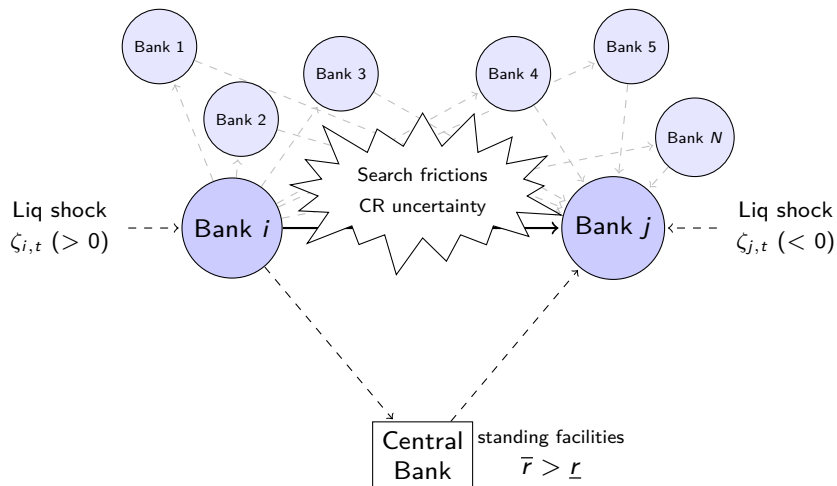 Bank 1
Bank 2
Bank 3
Bank 4
Bank 5
Bank N
Search frictions
CR uncertainty
Liq shock
ζi,t (> 0)
Bank i
Bank j
Liq shock
ζj,t (< 0)
Central
Bank
standing facilities
r̅ > r̲